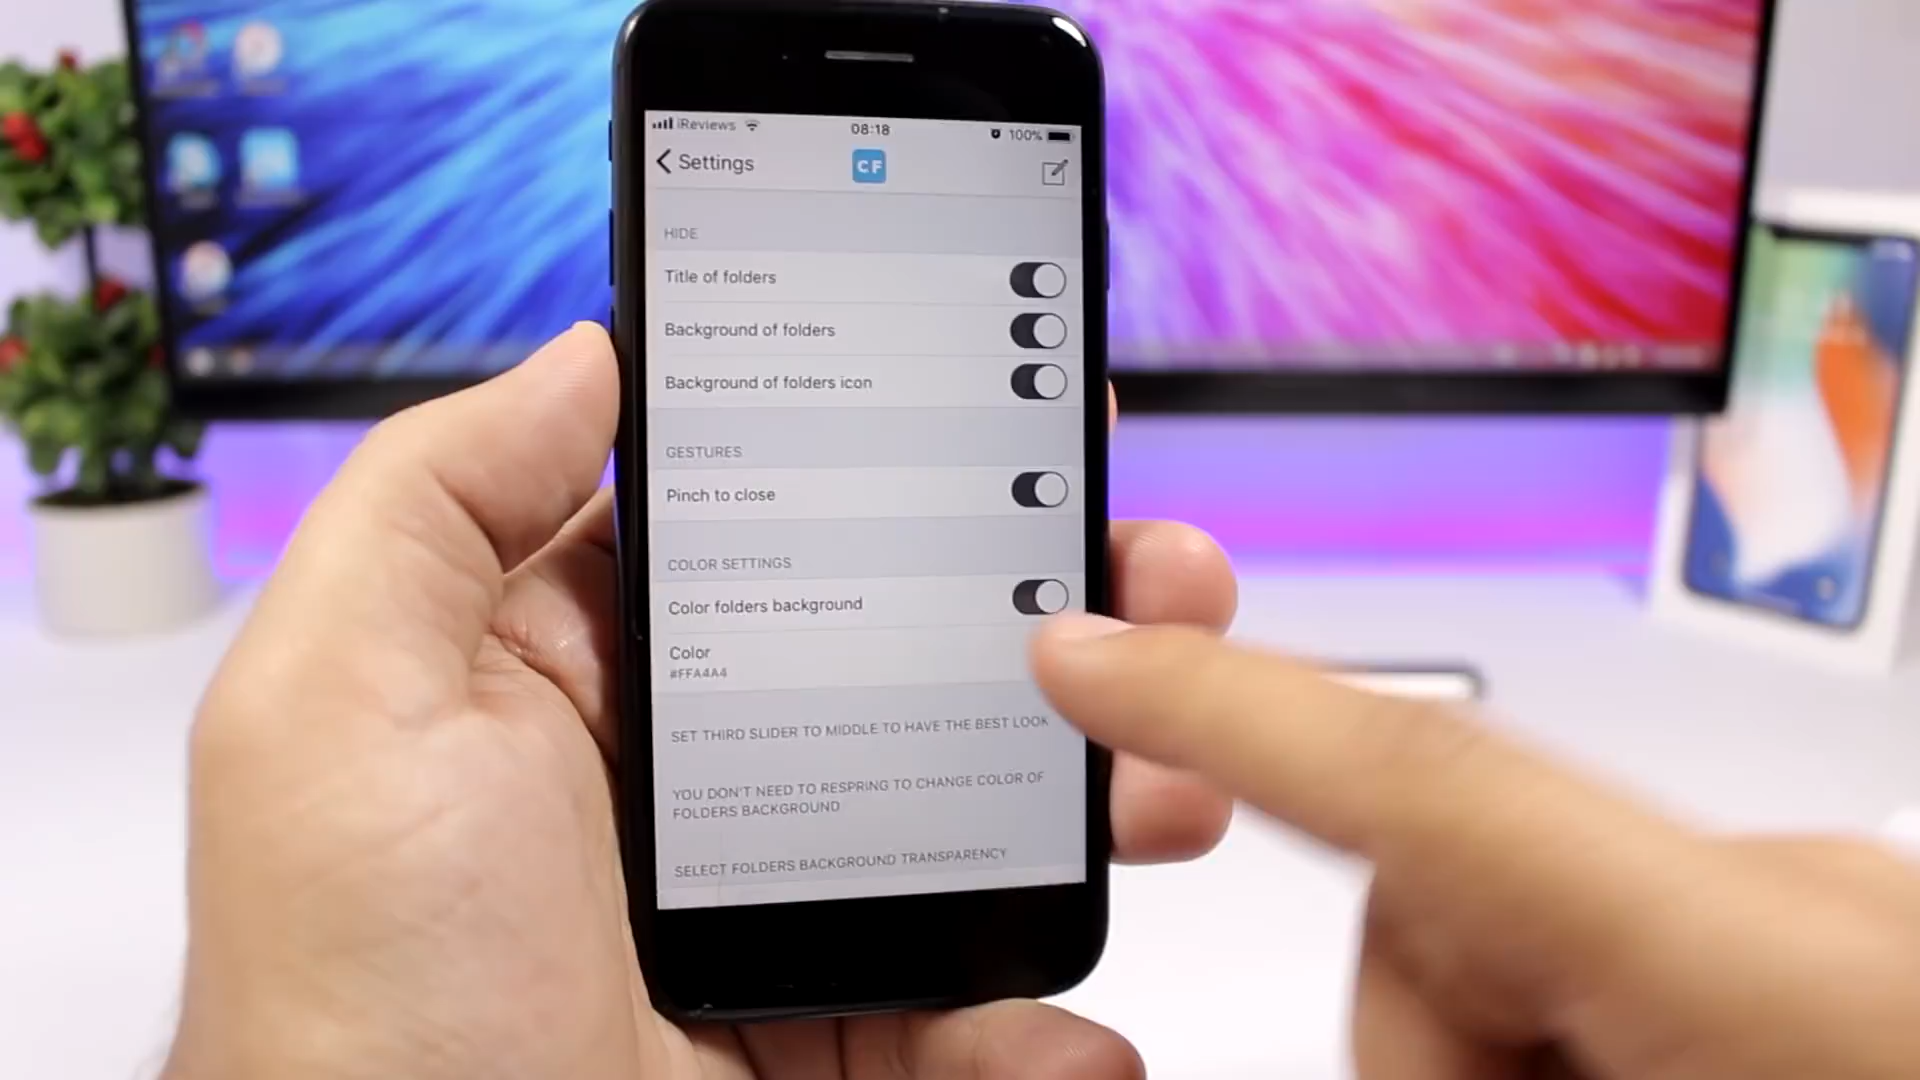 iReviews
08:18
100%
Settings
CF
HIDE
Title of folders
Background of folders
Background of folders icon
GESTURES
Pinch to close
COLOR SETTINGS
Color folders background
Color
#FFA4A4
SET THIRD SLIDER TO MIDDLE TO HAVE THE BEST LOOK
YOU DON'T NEED TO RESPRING TO CHANGE COLOR OF
FOLDERS BACKGROUND
SELECT FOLDERS BACKGROUND TRANSPARENCY